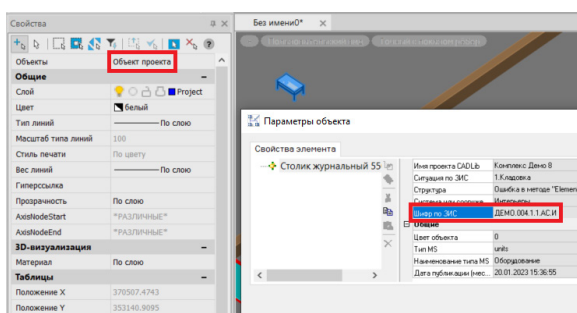 Свойства
Объекты Объект проекта
Общие
Слой Project
Цвет белый
Тип линий По слою
Масштаб типа линий 100
Стиль печати По цвету
Вес линий По слою
Гиперссылка
Прозрачность По слою
AxisNodeStart *РАЗЛИЧНЫЕ*
AxisNodeEnd *РАЗЛИЧНЫЕ*
3D-визуализация
Материал По слою
Таблицы
Положение X 370507.4743
Положение Y 353140.9095
Без имени0*
Параметры объекта
Свойства элемента
Столик журнальный 55
Имя проекта CADLib Комплекс Демо 8
Ситуация по ЗИС 1.Кладовка
Структура Ошибка в методе "Elemen
Система или сооруже Интерьеры
Шифр по ЗИС ДЕМО.004.1.1.АС.И
Общие
Цвет объекта 0
Тип MS units
Наименование типа MS Оборудование
Дата публикации (мес... 20.01.2023 15:36:55